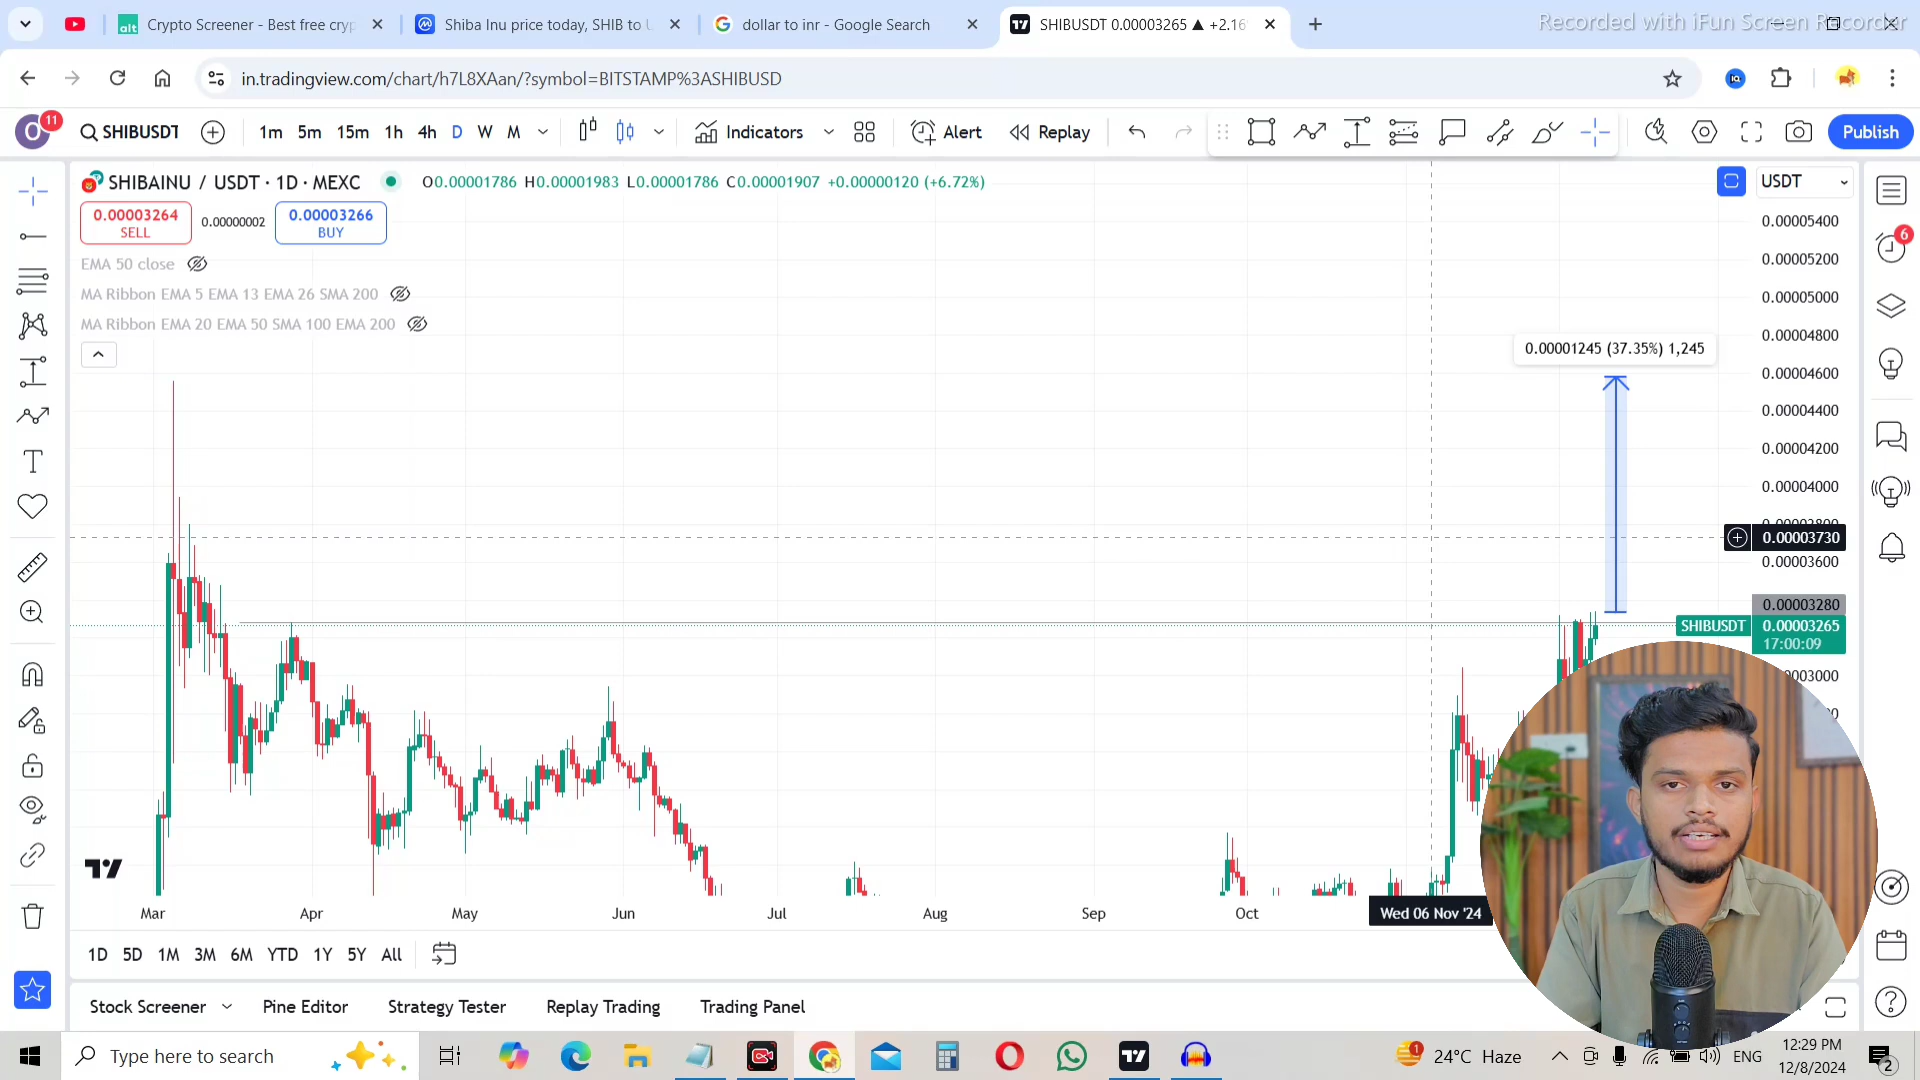 Crypto Screener - Best free cryp
Shiba Inu price today, SHIB to U
dollar to inr - Google Search
SHIBUSDT 0.00003265 ▲ +2.16
Recorded with iFun Screen Recorder
in.tradingview.com/chart/h7L8XAan/?symbol=BITSTAMP%3ASHIBUSD
11
SHIBUSDT
1m 5m 15m 1h 4h D W M
Indicators
Alert
Replay
Publish
SHIBAINU / USDT · 1D · MEXC
O0.00001786 H0.00001983 L0.00001786 C0.00001907 +0.00000120 (+6.72%)
USDT
0.00003264
SELL
0.00000002
0.00003266
BUY
EMA 50 close
MA Ribbon EMA 5 EMA 13 EMA 26 SMA 200
MA Ribbon EMA 20 EMA 50 SMA 100 EMA 200
0.00005400
6
0.00005200
0.00005000
0.00004800
0.00001245 (37.35%) 1,245
0.00004600
0.00004400
0.00004200
0.00004000
0.00003730
0.00003600
0.00003280
SHIBUSDT
0.00003265
17:00:09
Mar Apr May Jun Jul Aug Sep Oct
Wed 06 Nov '24
1D 5D 1M 3M 6M YTD 1Y 5Y All
Stock Screener Pine Editor Strategy Tester Replay Trading Trading Panel
Type here to search
1
24°C Haze
ENG
12:29 PM
12/8/2024
2